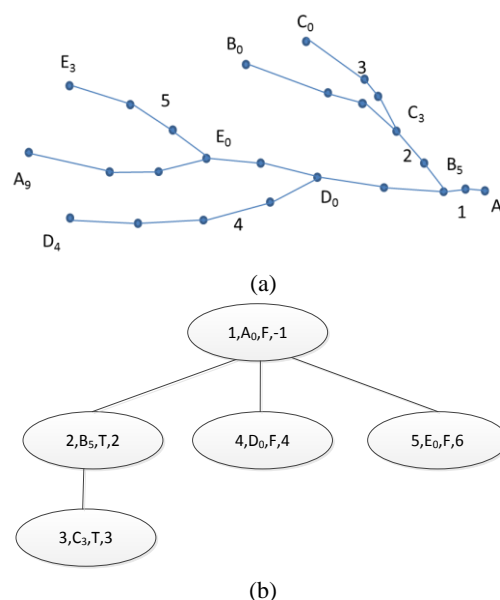 C₀
B₀
E₃
3
5
C₃
E₀
2
B₅
A₉
D₀
1
A
D₄
4
(a)
1,A₀,F,-1
2,B₅,T,2
4,D₀,F,4
5,E₀,F,6
3,C₃,T,3
(b)